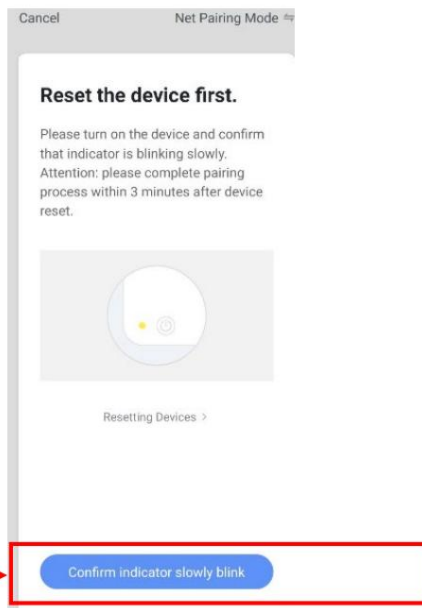 Cancel
Net Pairing Mode
Reset the device first.
Please turn on the device and confirm
that indicator is blinking slowly.
Attention: please complete pairing
process within 3 minutes after device
reset.
Resetting Devices >
Confirm indicator slowly blink